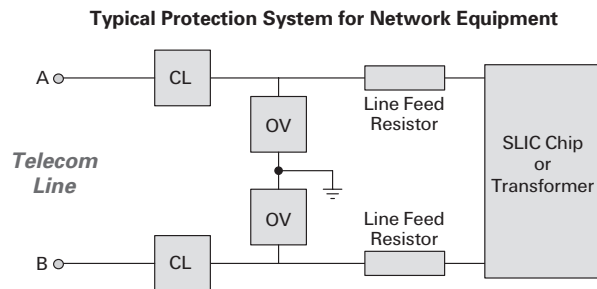 Typical Protection System for Network Equipment
A
CL
Line Feed
Resistor
OV
SLIC Chip
or
Transformer
Telecom
Line
OV
Line Feed
Resistor
B
CL